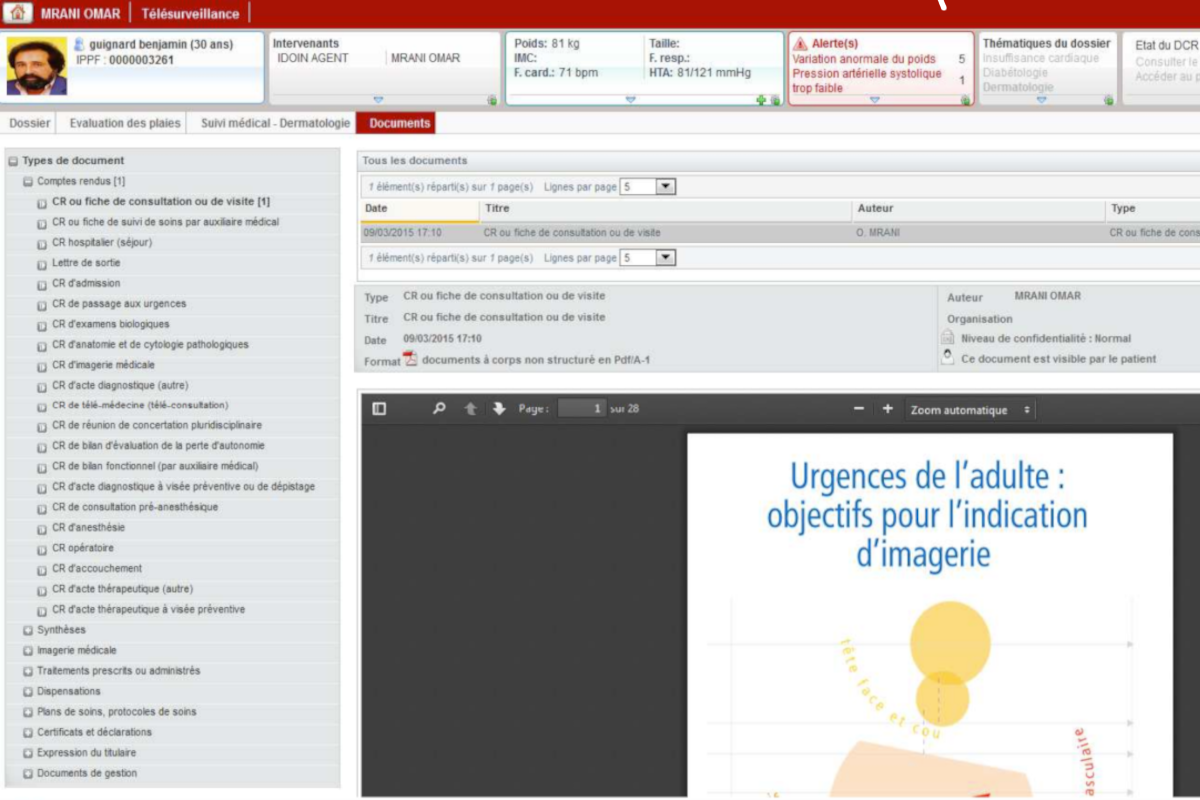 MRANI OMAR Télésurveillance
guignard benjamin (30 ans)
IPPF : 0000003261
Intervenants
IDOIN AGENT MRANI OMAR
Poids: 81 kg Taille:
IMC: F. resp.:
F. card.: 71 bpm HTA: 81/121 mmHg
Alerte(s)
Variation anormale du poids 5
Pression artérielle systolique 1
trop faible
Thématiques du dossier
Insuffisance cardiaque
Diabétologie
Dermatologie
Etat du DCR
Consulter le
Accéder au p
Dossier Evaluation des plaies Suivi médical - Dermatologie Documents
Types de document
Comptes rendus [1]
CR ou fiche de consultation ou de visite [1]
CR ou fiche de suivi de soins par auxiliaire médical
CR hospitalier (séjour)
Lettre de sortie
CR d'admission
CR de passage aux urgences
CR d'examens biologiques
CR d'anatomie et de cytologie pathologiques
CR d'imagerie médicale
CR d'acte diagnostique (autre)
CR de télé-médecine (télé-consultation)
CR de réunion de concertation pluridisciplinaire
CR de bilan d'évaluation de la perte d'autonomie
CR de bilan fonctionnel (par auxiliaire médical)
CR d'acte diagnostique à visée préventive ou de dépistage
CR de consultation pré-anesthésique
CR d'anesthésie
CR opératoire
CR d'accouchement
CR d'acte thérapeutique (autre)
CR d'acte thérapeutique à visée préventive
Synthèses
Imagerie médicale
Traitements prescrits ou administrés
Dispensations
Plans de soins, protocoles de soins
Certificats et déclarations
Expression du titulaire
Documents de gestion
Tous les documents
1 élément(s) réparti(s) sur 1 page(s) Lignes par page 5
Date Titre Auteur Type
09/03/2015 17:10 CR ou fiche de consultation ou de visite O. MRANI CR ou fiche de cons
1 élément(s) réparti(s) sur 1 page(s) Lignes par page 5
Type CR ou fiche de consultation ou de visite
Titre CR ou fiche de consultation ou de visite
Date 09/03/2015 17:10
Format documents à corps non structuré en Pdf/A-1
Auteur MRANI OMAR
Organisation
Niveau de confidentialité : Normal
Ce document est visible par le patient
Page : 1 sur 28 Zoom automatique
Urgences de l'adulte :
objectifs pour l'indication
d'imagerie
tête face et cou
asculaire